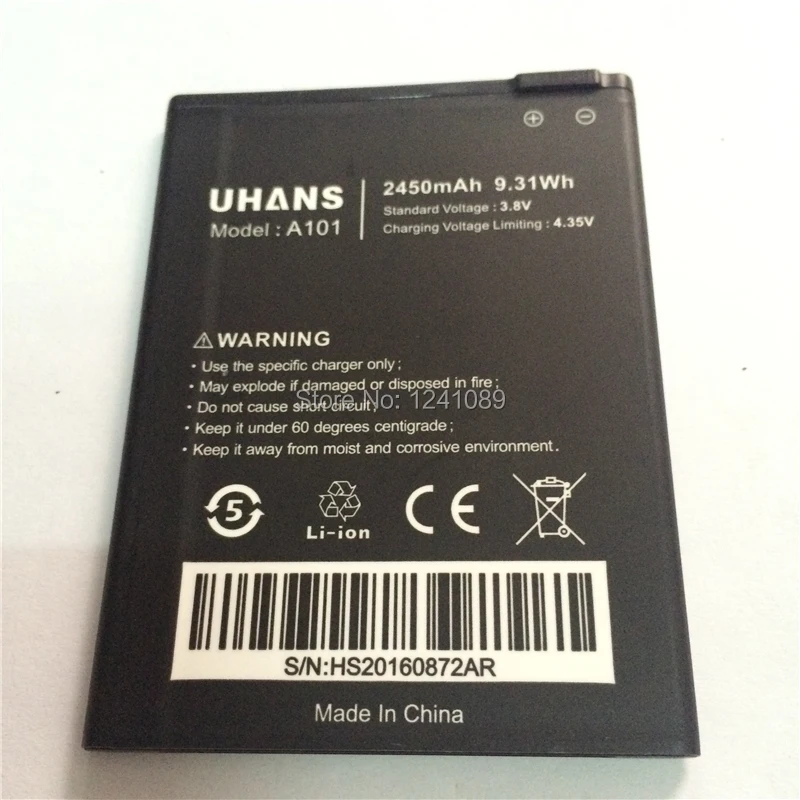 UHANS
Model : A101
2450mAh 9.31Wh
Standard Voltage : 3.8V
Charging Voltage Limiting : 4.35V
WARNING
· Use the specific charger only ;
· May explode if damaged or disposed in fire ;
· Do not cause short circuit ;
· Keep it under 60 degrees centigrade ;
· Keep it away from moist and corrosive environment.
Store No: 1241089
5
Li-ion
CE
S/N:HS20160872AR
Made In China